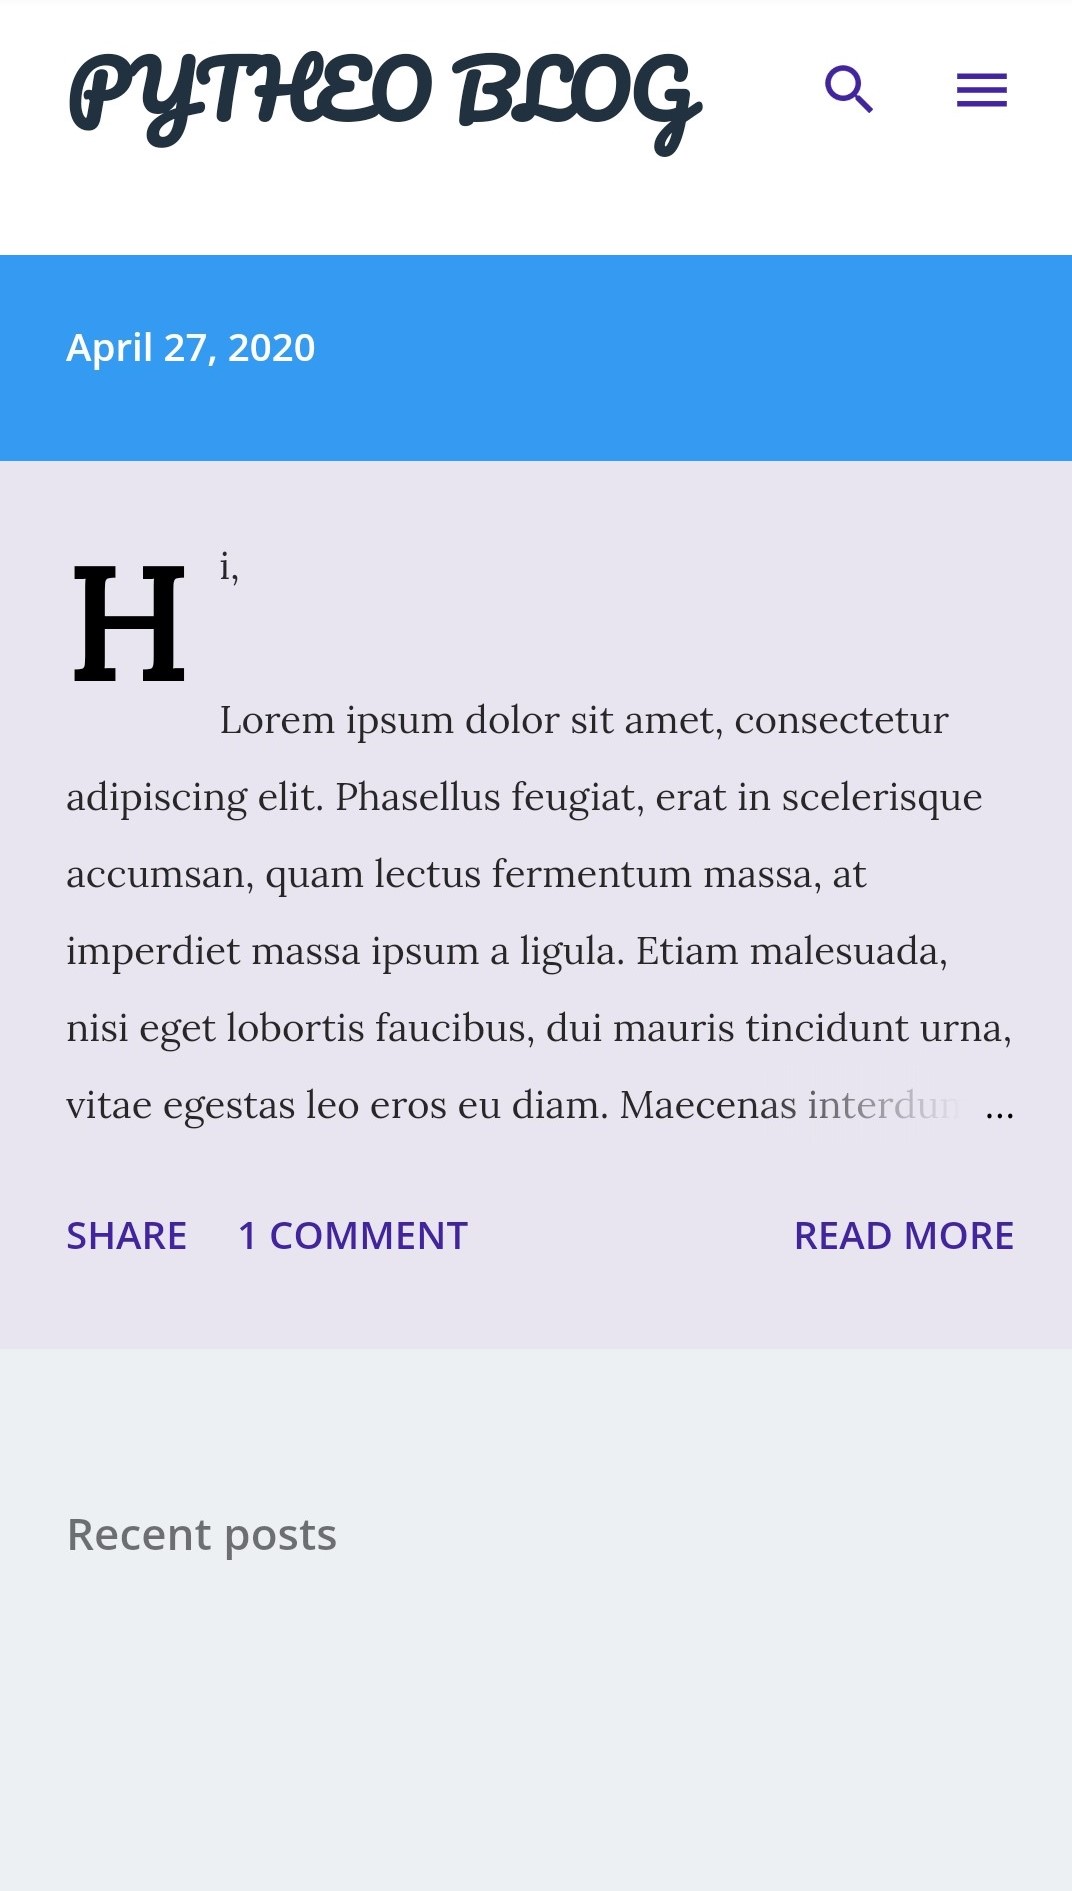 PYTHEO BLOG
April 27, 2020
Hi,
Lorem ipsum dolor sit amet, consectetur
adipiscing elit. Phasellus feugiat, erat in scelerisque
accumsan, quam lectus fermentum massa, at
imperdiet massa ipsum a ligula. Etiam malesuada,
nisi eget lobortis faucibus, dui mauris tincidunt urna,
vitae egestas leo eros eu diam. Maecenas interdum ...
SHARE 1 COMMENT READ MORE
Recent posts